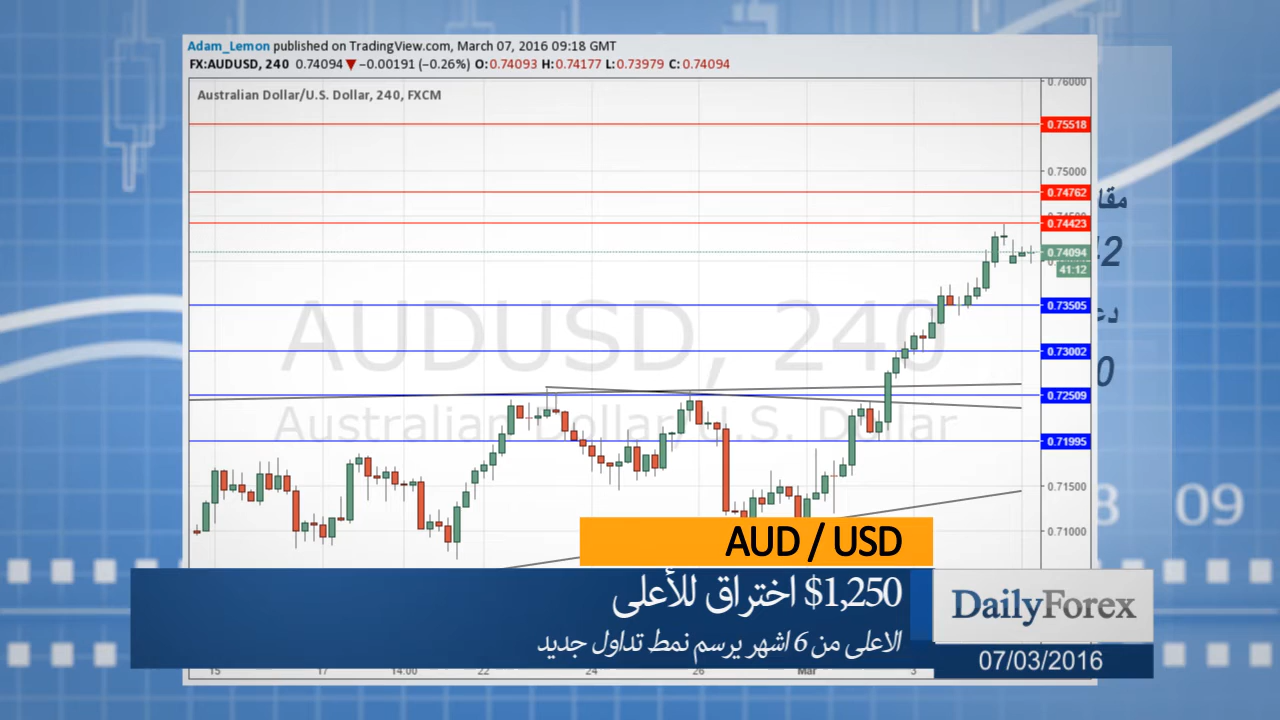 Adam_Lemon published on TradingView.com, March 07, 2016 09:18 GMT
FX:AUDUSD, 240 0.74094 ▼ −0.00191 (−0.26%) O:0.74093 H:0.74177 L:0.73979 C:0.74094
Australian Dollar/U.S. Dollar, 240, FXCM
0.76000
0.75518
0.75000
0.74762
0.74423
0.74094
41:12
0.73505
0.73002
0.72509
0.71995
0.71500
0.71000
AUDUSD, 240
Australian Dollar/U.S. Dollar
09
AUD / USD
$1,250 اختراق للأعلى
الاعلى من 6 اشهر يرسم نمط تداول جديد
DailyForex
07/03/2016
15
17
14:00
22
24
26
Mar
3